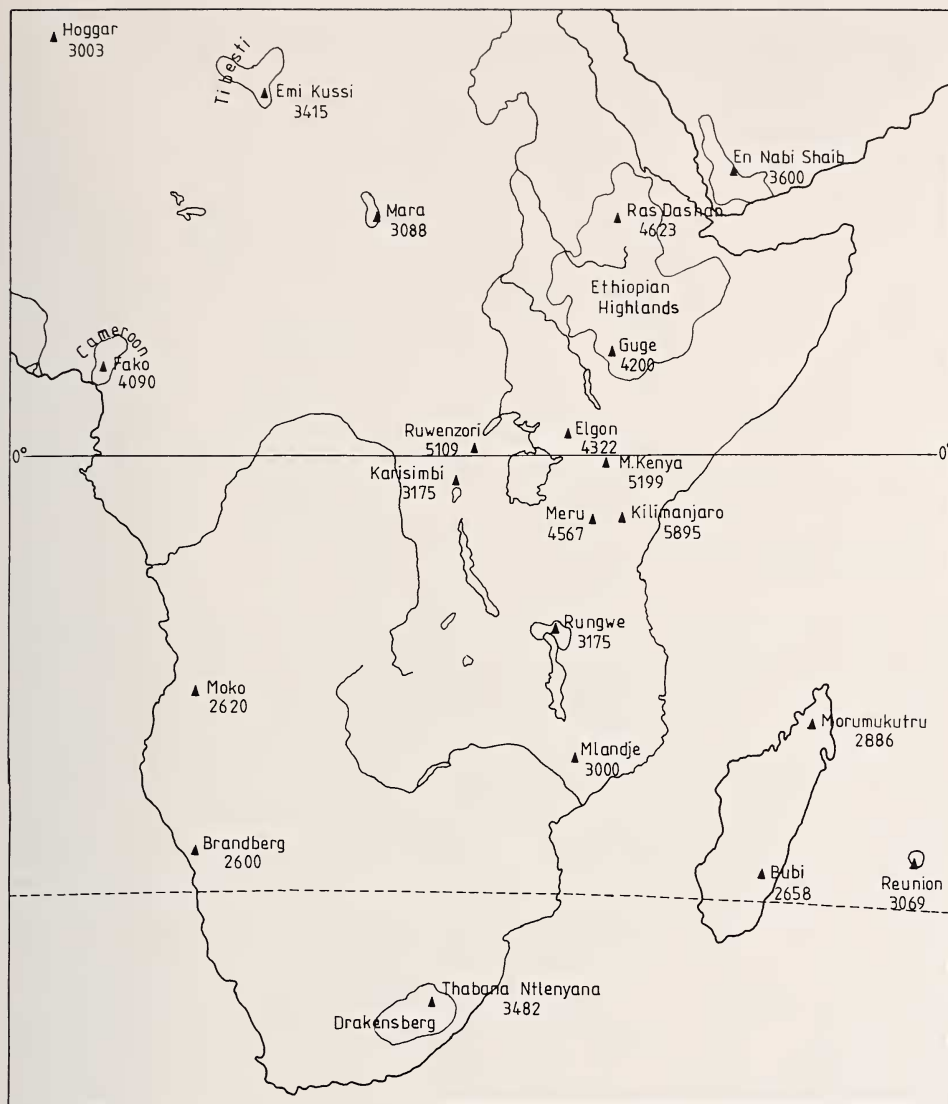 Hoggar
3003
Tibesti
Emi Kussi
3415
En Nabi Shaib
3600
Mara
3088
Ras Dashan
4623
Ethiopian
Highlands
Cameroon
Fako
4090
Guge
4200
Ruwenzori
5109
Elgon
4322
0°
0°
M.Kenya
5199
Karisimbi
3175
Meru
4567
Kilimanjaro
5895
Rungwe
3175
Moko
2620
Morumukutru
2886
Mlandje
3000
Brandberg
2600
Bubi
2658
Reunion
3069
Thabana Ntlenyana
3482
Drakensberg